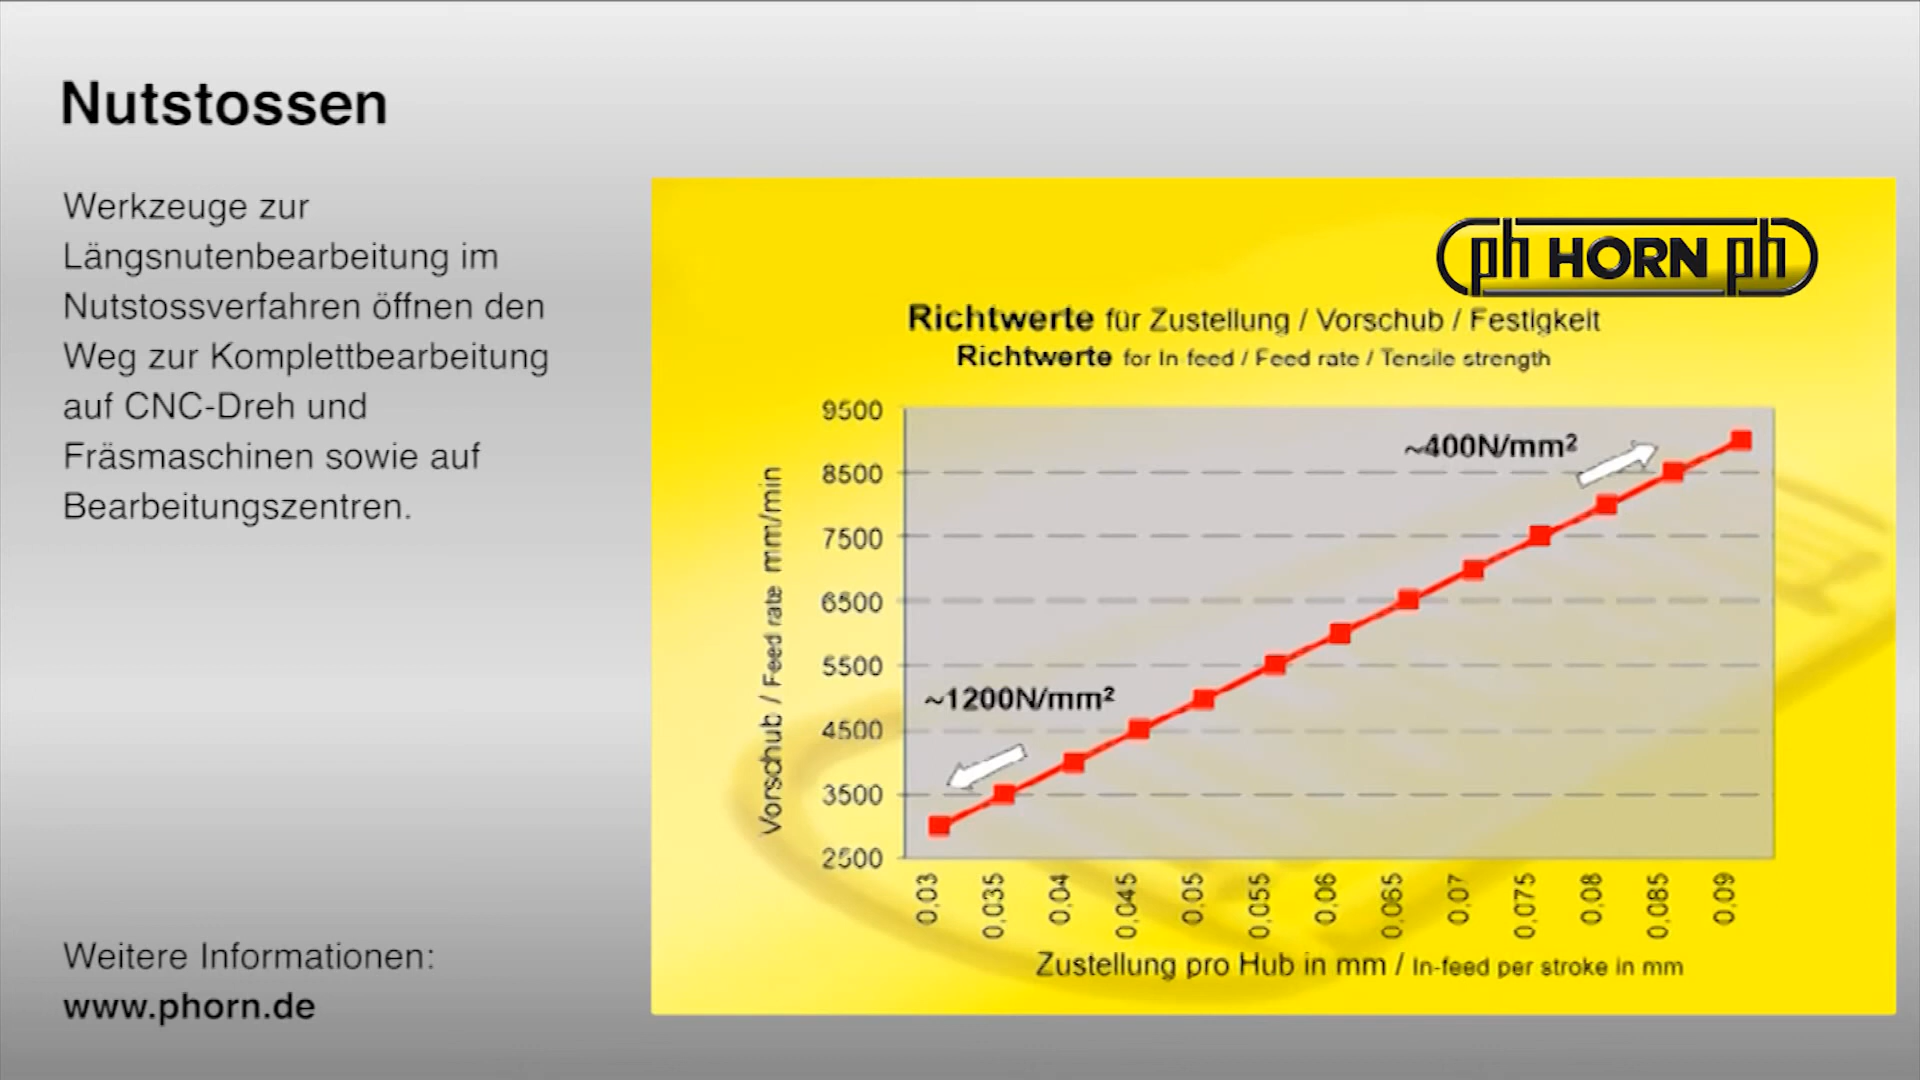 Nutstossen
Werkzeuge zur
Längsnutenbearbeitung im
Nutstossverfahren öffnen den
Weg zur Komplettbearbeitung
auf CNC-Dreh und
Fräsmaschinen sowie auf
Bearbeitungszentren.
Weitere Informationen:
www.phorn.de
ph HORN ph
Richtwerte für Zustellung / Vorschub / Festigkeit
Richtwerte for In-feed / Feed rate / Tensile strength
Vorschub / Feed rate mm/min
9500
8500
7500
6500
5500
4500
3500
2500
~400N/mm²
~1200N/mm²
0,03
0,035
0,04
0,045
0,05
0,055
0,06
0,065
0,07
0,075
0,08
0,085
0,09
Zustellung pro Hub in mm / In-feed per stroke in mm